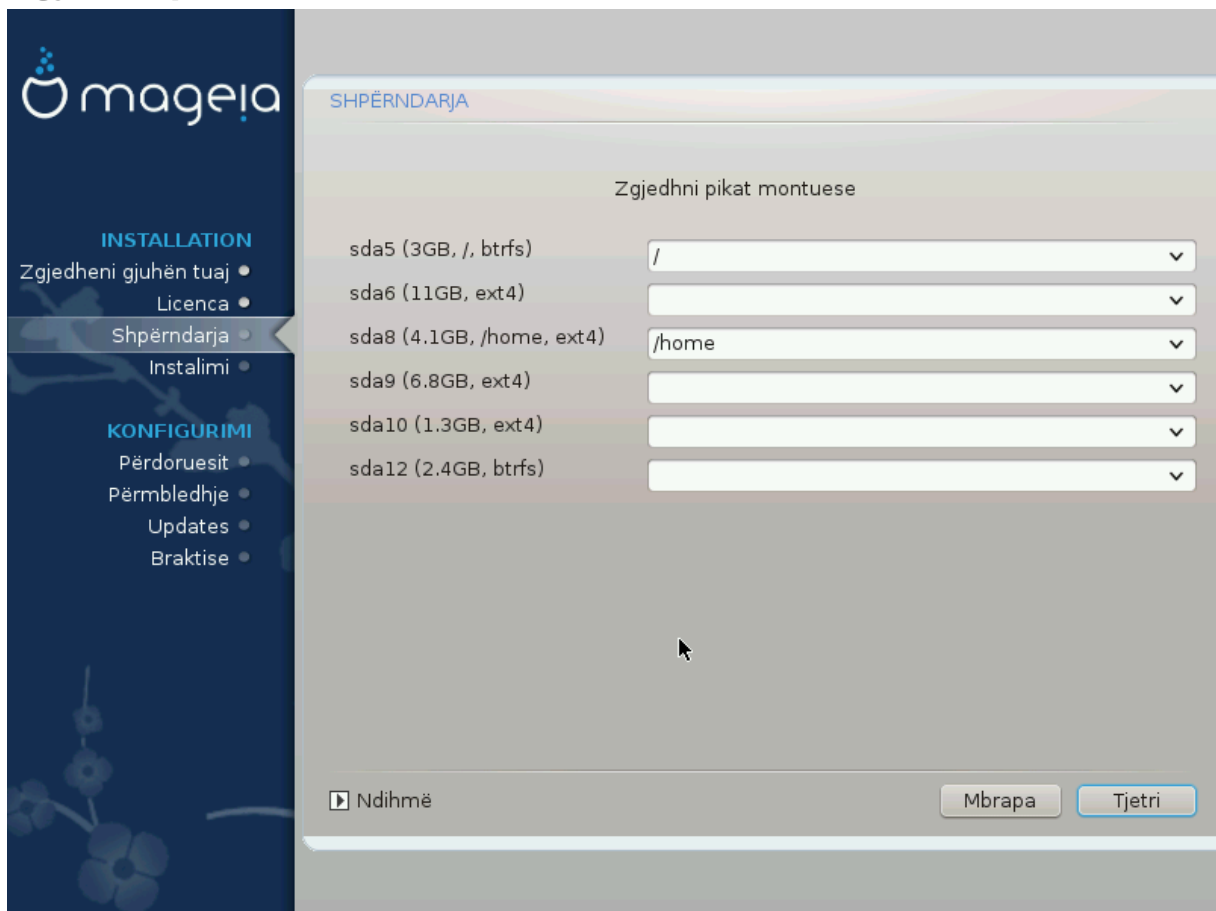 mageia
INSTALLATION
Zgjedheni gjuhën tuaj
Licenca
Shpërndarja
Instalimi
KONFIGURIMI
Përdoruesit
Përmbledhje
Updates
Braktise
SHPËRNDARJA
Zgjedhni pikat montuese
sda5 (3GB, /, btrfs) /
sda6 (11GB, ext4)
sda8 (4.1GB, /home, ext4) /home
sda9 (6.8GB, ext4)
sda10 (1.3GB, ext4)
sda12 (2.4GB, btrfs)
Ndihmë
Mbrapa
Tjetri